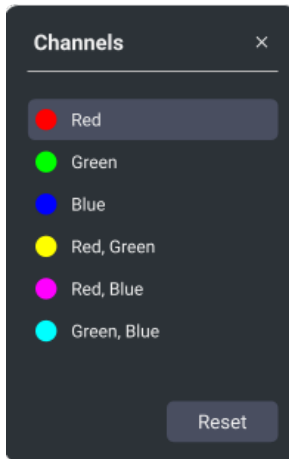 Channels
Red
Green
Blue
Red, Green
Red, Blue
Green, Blue
Reset